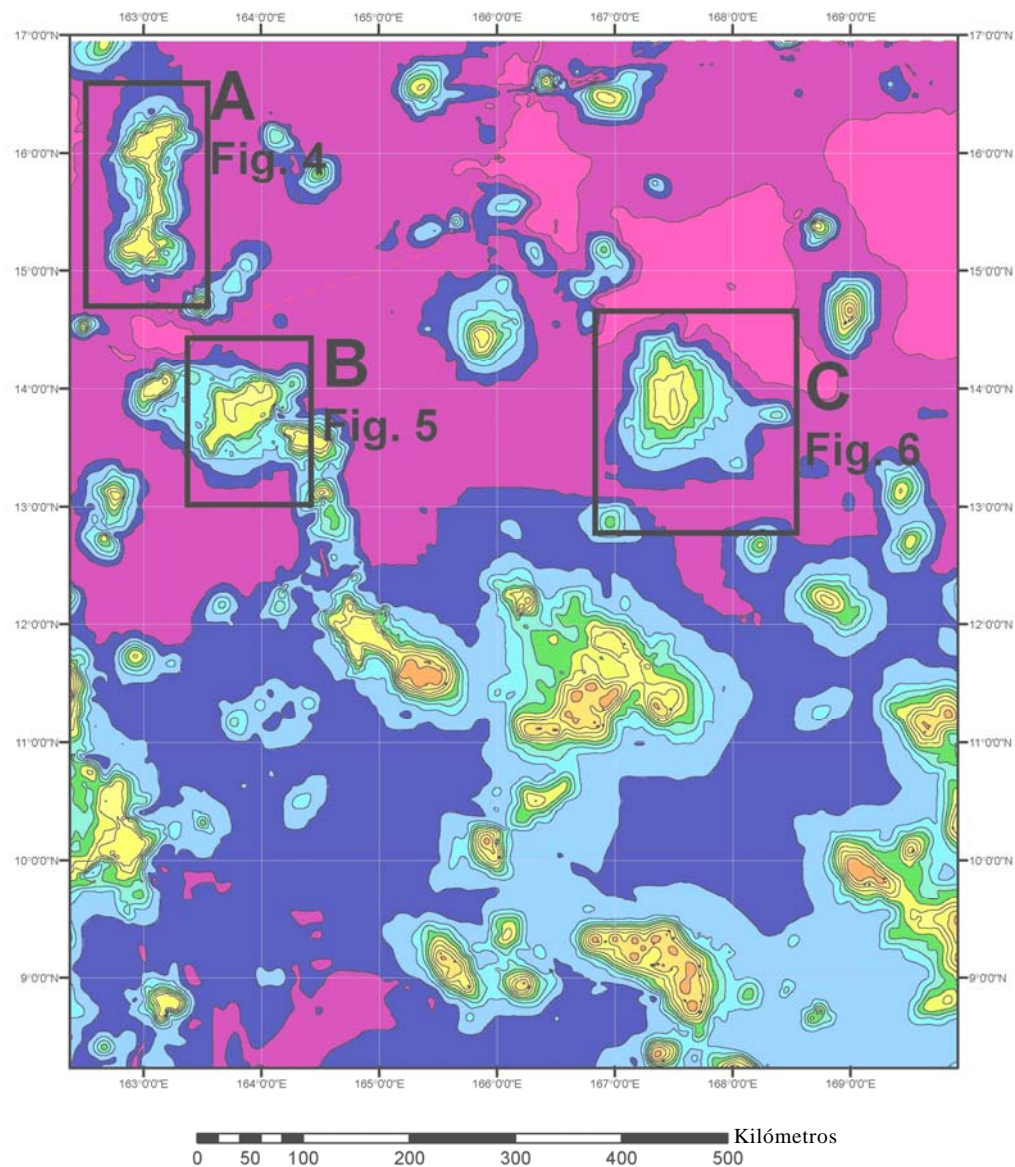 163°0'0"E 164°0'0"E 165°0'0"E 166°0'0"E 167°0'0"E 168°0'0"E 169°0'0"E
17°0'0"N 17°0'0"N
A
Fig. 4
16°0'0"N 16°0'0"N
15°0'0"N 15°0'0"N
B
Fig. 5
C
Fig. 6
14°0'0"N 14°0'0"N
13°0'0"N 13°0'0"N
12°0'0"N 12°0'0"N
11°0'0"N 11°0'0"N
10°0'0"N 10°0'0"N
9°0'0"N 9°0'0"N
163°0'0"E 164°0'0"E 165°0'0"E 166°0'0"E 167°0'0"E 168°0'0"E 169°0'0"E
Kilómetros
0 50 100 200 300 400 500